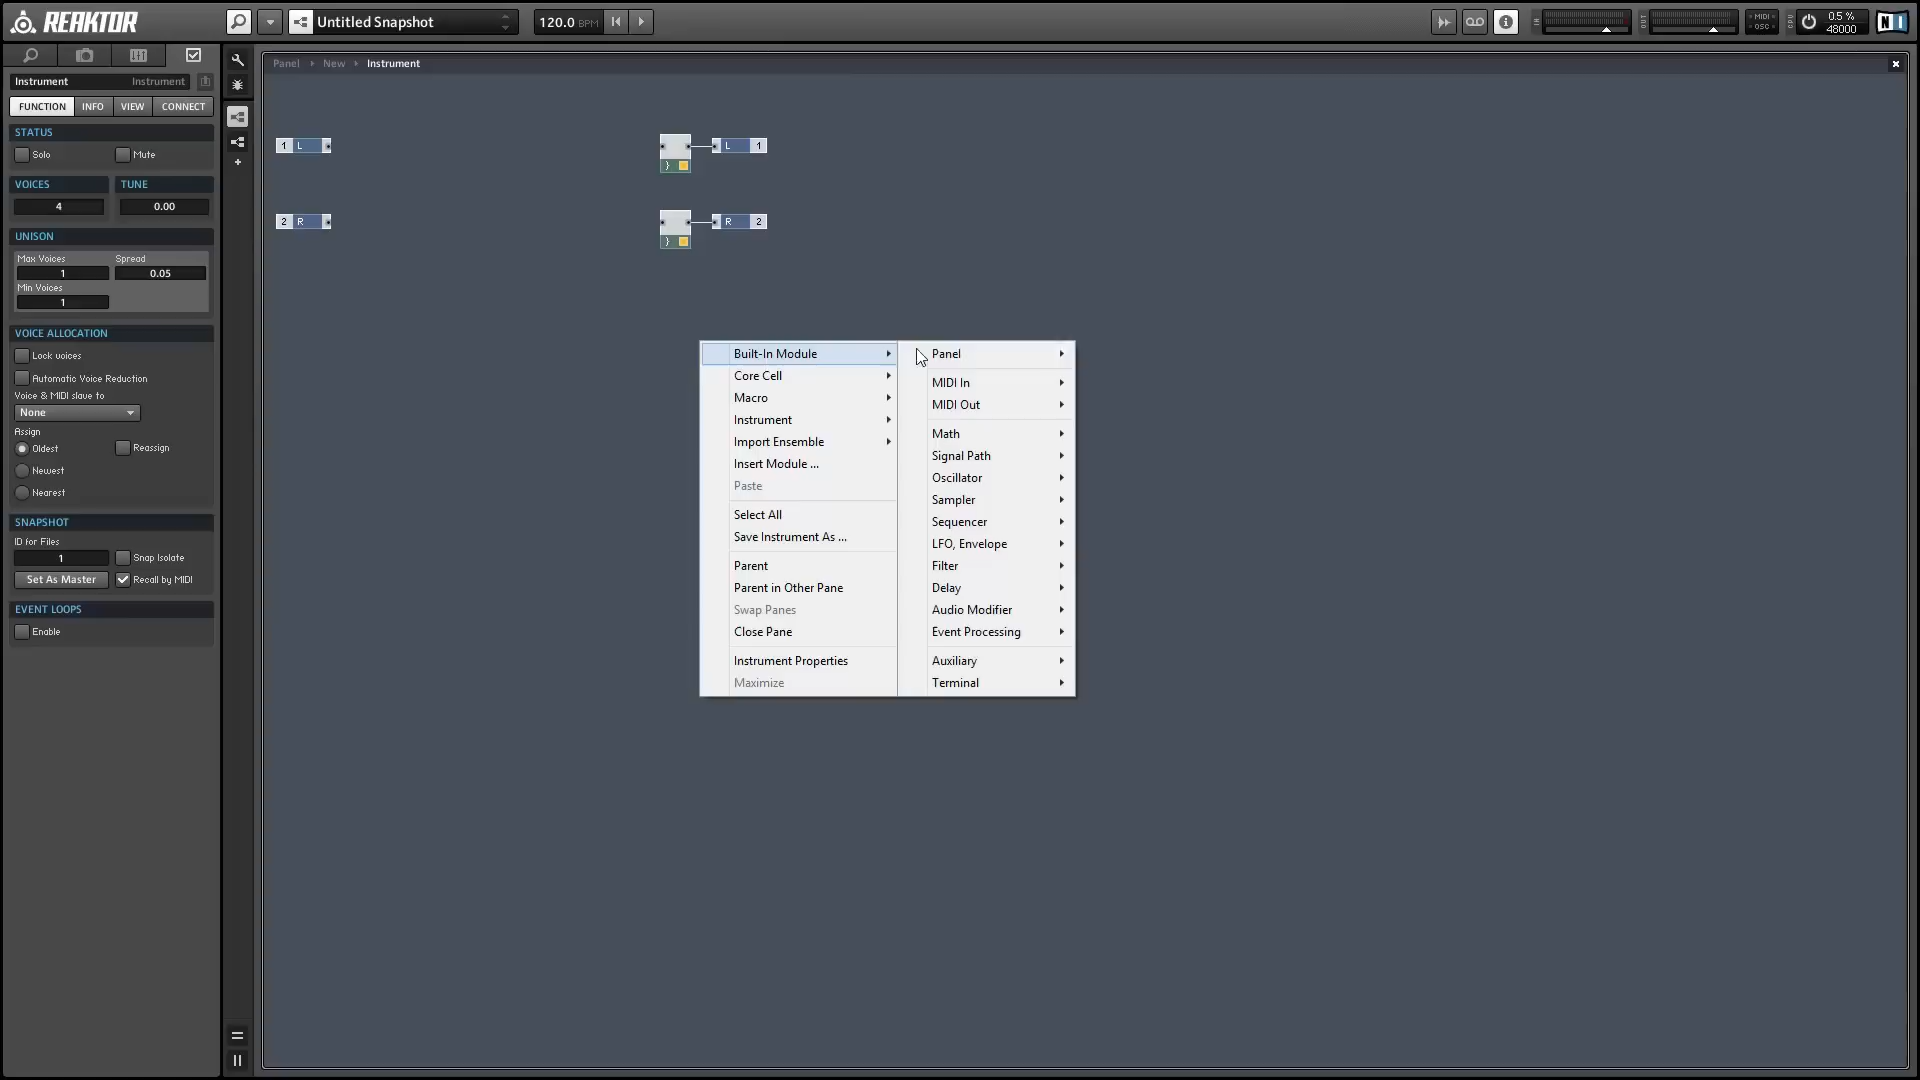 REAKTOR
Untitled Snapshot
120.0 BPM
IN
OUT
MIDI
OSC
CPU
0.5 %
48000
NI
Instrument Instrument
FUNCTION INFO VIEW CONNECT
STATUS
Solo Mute
VOICES TUNE
4 0.00
UNISON
Max Voices Spread
1 0.05
Min Voices
1
VOICE ALLOCATION
Lock voices
Automatic Voice Reduction
Voice & MIDI slave to
None
Assign
Oldest Reassign
Newest
Nearest
SNAPSHOT
ID for Files
1 Snap Isolate
Set As Master Recall by MIDI
EVENT LOOPS
Enable
Panel New Instrument
1 L
L 1
2 R
R 2
Built-In Module
Core Cell
Macro
Instrument
Import Ensemble
Insert Module ...
Paste
Select All
Save Instrument As ...
Parent
Parent in Other Pane
Swap Panes
Close Pane
Instrument Properties
Maximize
Panel
MIDI In
MIDI Out
Math
Signal Path
Oscillator
Sampler
Sequencer
LFO, Envelope
Filter
Delay
Audio Modifier
Event Processing
Auxiliary
Terminal